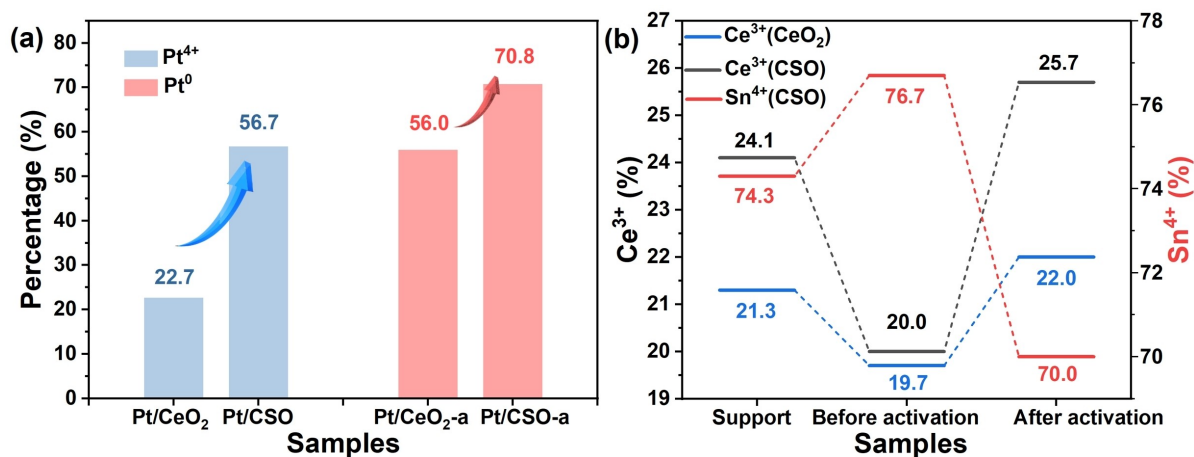 (a)
Pt⁴⁺
Pt⁰
Percentage (%)
80
70
60
50
40
30
20
10
0
22.7
56.7
56.0
70.8
Pt/CeO₂
Pt/CSO
Pt/CeO₂-a
Pt/CSO-a
Samples
(b)
Ce³⁺(CeO₂)
Ce³⁺(CSO)
Sn⁴⁺(CSO)
Ce³⁺ (%)
27
26
25
24
23
22
21
20
19
24.1
74.3
21.3
76.7
20.0
19.7
25.7
22.0
70.0
78
76
74
72
70
Sn⁴⁺ (%)
Support
Before activation
After activation
Samples